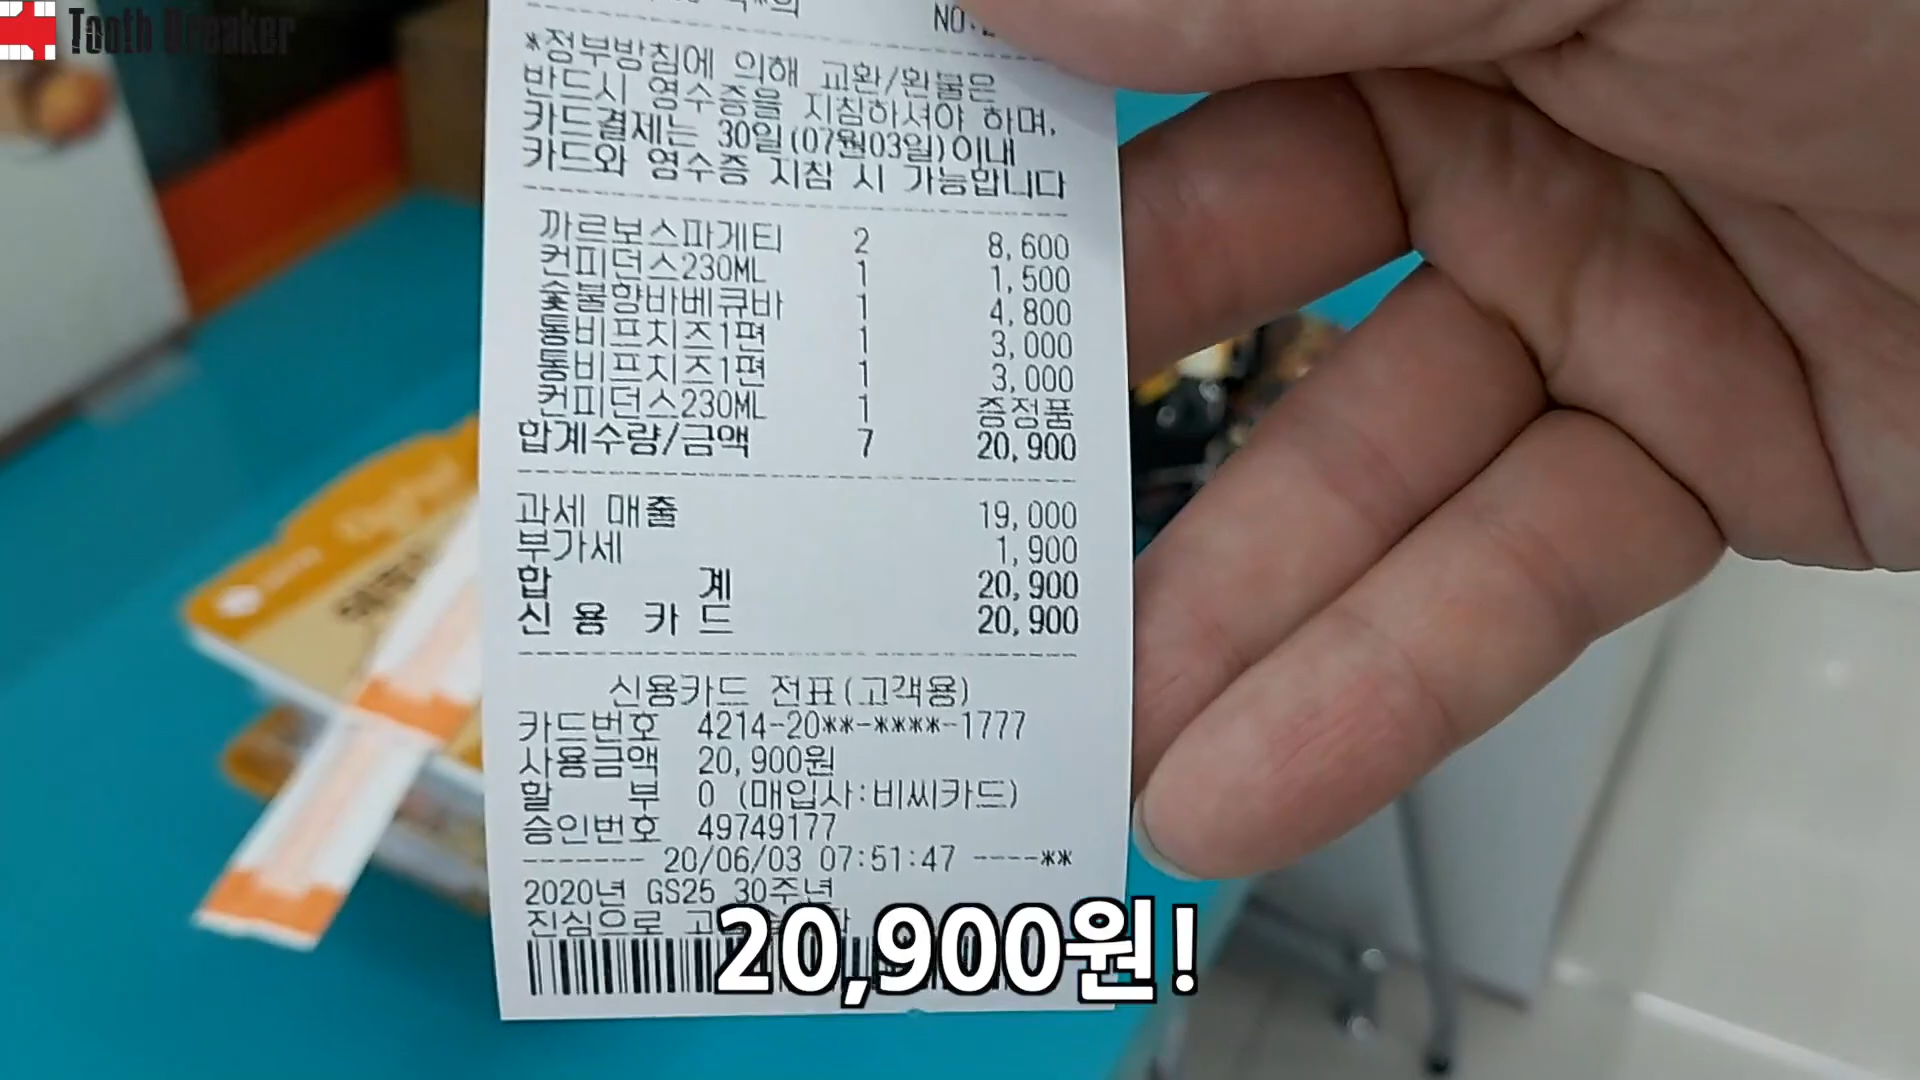 Tooth Breaker
NO:
*정부방침에 의해 교환/환불은
반드시 영수증을 지침하셔야 하며,
카드결제는 30일(07월03일)이내
카드와 영수증 지참 시 가능합니다
까르보스파게티 2 8,600
컨피던스230ML 1 1,500
숯불향바베큐바 1 4,800
통비프치즈1편 1 3,000
통비프치즈1편 1 3,000
컨피던스230ML 1 증정품
합계수량/금액 7 20,900
과세 매출 19,000
부가세 1,900
합 계 20,900
신용 카드 20,900
신용카드 전표(고객용)
카드번호 4214-20**-****-1777
사용금액 20,900원
할 부 0 (매입사:비씨카드)
승인번호 49749177
------- 20/06/03 07:51:47 ----**
2020년 GS25 30주년
진심으로
20,900원!